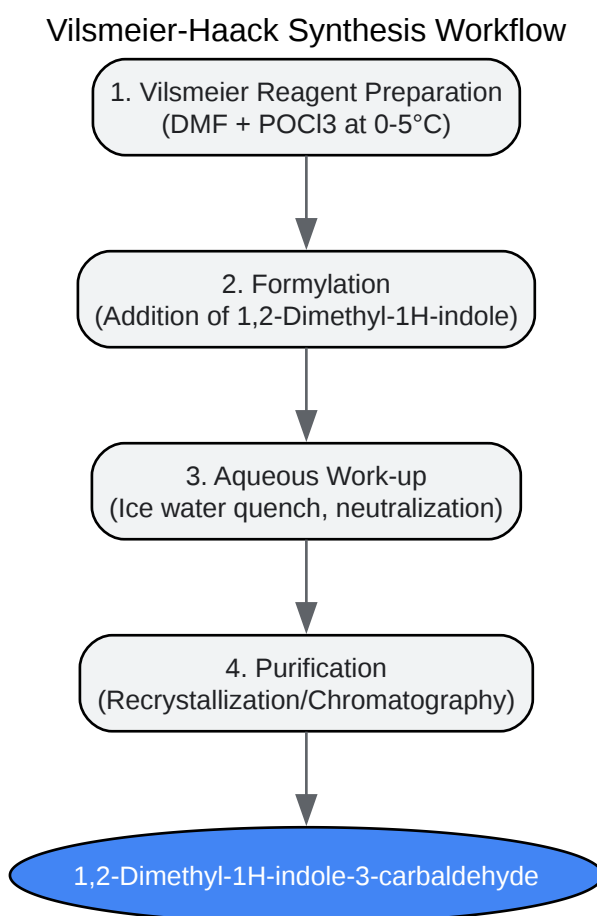 Vilsmeier-Haack Synthesis Workflow
1. Vilsmeier Reagent Preparation
(DMF + POCl3 at 0-5°C)
2. Formylation
(Addition of 1,2-Dimethyl-1H-indole)
3. Aqueous Work-up
(Ice water quench, neutralization)
4. Purification
(Recrystallization/Chromatography)
1,2-Dimethyl-1H-indole-3-carbaldehyde